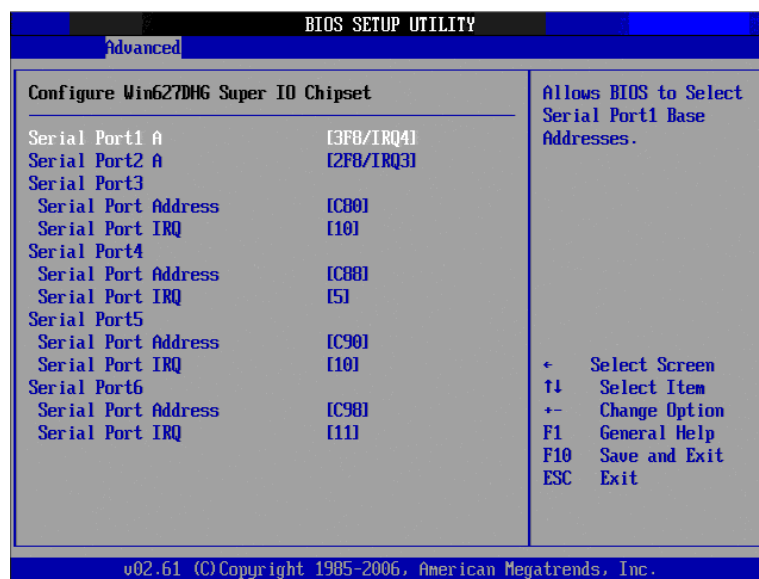 BIOS SETUP UTILITY
Advanced
Configure Win627DHG Super IO Chipset
Serial Port1 A [3F8/IRQ4]
Serial Port2 A [2F8/IRQ3]
Serial Port3
Serial Port Address [C80]
Serial Port IRQ [10]
Serial Port4
Serial Port Address [C88]
Serial Port IRQ [5]
Serial Port5
Serial Port Address [C90]
Serial Port IRQ [10]
Serial Port6
Serial Port Address [C98]
Serial Port IRQ [11]
Allows BIOS to Select
Serial Port1 Base
Addresses.
← Select Screen
↑↓ Select Item
+- Change Option
F1 General Help
F10 Save and Exit
ESC Exit
v02.61 (C)Copyright 1985-2006, American Megatrends, Inc.